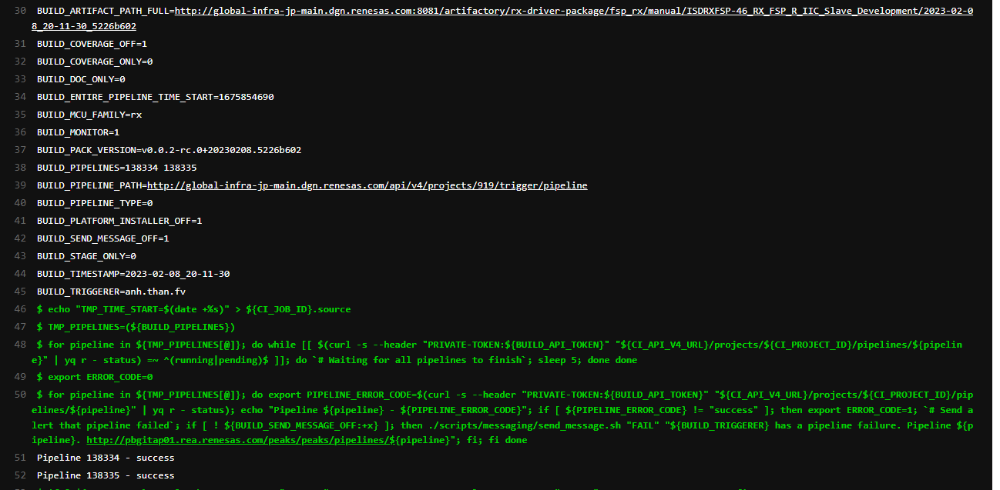 30 BUILD_ARTIFACT_PATH_FULL=http://global-infra-jp-main.dgn.renesas.com:8081/artifactory/rx-driver-package/fsp_rx/manual/ISDRXFSP-46_RX_FSP_R_IIC_Slave_Development/2023-02-0
8_20-11-30_5226b602
31 BUILD_COVERAGE_OFF=1
32 BUILD_COVERAGE_ONLY=0
33 BUILD_DOC_ONLY=0
34 BUILD_ENTIRE_PIPELINE_TIME_START=1675854690
35 BUILD_MCU_FAMILY=rx
36 BUILD_MONITOR=1
37 BUILD_PACK_VERSION=v0.0.2-rc.0+20230208.5226b602
38 BUILD_PIPELINES=138334 138335
39 BUILD_PIPELINE_PATH=http://global-infra-jp-main.dgn.renesas.com/api/v4/projects/919/trigger/pipeline
40 BUILD_PIPELINE_TYPE=0
41 BUILD_PLATFORM_INSTALLER_OFF=1
42 BUILD_SEND_MESSAGE_OFF=1
43 BUILD_STAGE_ONLY=0
44 BUILD_TIMESTAMP=2023-02-08_20-11-30
45 BUILD_TRIGGERER=anh.than.fv
46 $ echo "TMP_TIME_START=$(date +%s)" > ${CI_JOB_ID}.source
47 $ TMP_PIPELINES=(${BUILD_PIPELINES})
48 $ for pipeline in ${TMP_PIPELINES[@]}; do while [[ $(curl -s --header "PRIVATE-TOKEN:${BUILD_API_TOKEN}" "${CI_API_V4_URL}/projects/${CI_PROJECT_ID}/pipelines/${pipelin
e}" | yq r - status) =~ ^(running|pending)$ ]]; do `# Waiting for all pipelines to finish`; sleep 5; done done
49 $ export ERROR_CODE=0
50 $ for pipeline in ${TMP_PIPELINES[@]}; do export PIPELINE_ERROR_CODE=$(curl -s --header "PRIVATE-TOKEN:${BUILD_API_TOKEN}" "${CI_API_V4_URL}/projects/${CI_PROJECT_ID}/pip
elines/${pipeline}" | yq r - status); echo "Pipeline ${pipeline} - ${PIPELINE_ERROR_CODE}"; if [ ${PIPELINE_ERROR_CODE} != "success" ]; then export ERROR_CODE=1; `# Send a
lert that pipeline failed`; if [ ! ${BUILD_SEND_MESSAGE_OFF:+x} ]; then ./scripts/messaging/send_message.sh "FAIL" "${BUILD_TRIGGERER} has a pipeline failure. Pipeline ${p
ipeline}. http://pbgitap01.rea.renesas.com/peaks/peaks/pipelines/${pipeline}"; fi; fi done
51 Pipeline 138334 - success
52 Pipeline 138335 - success